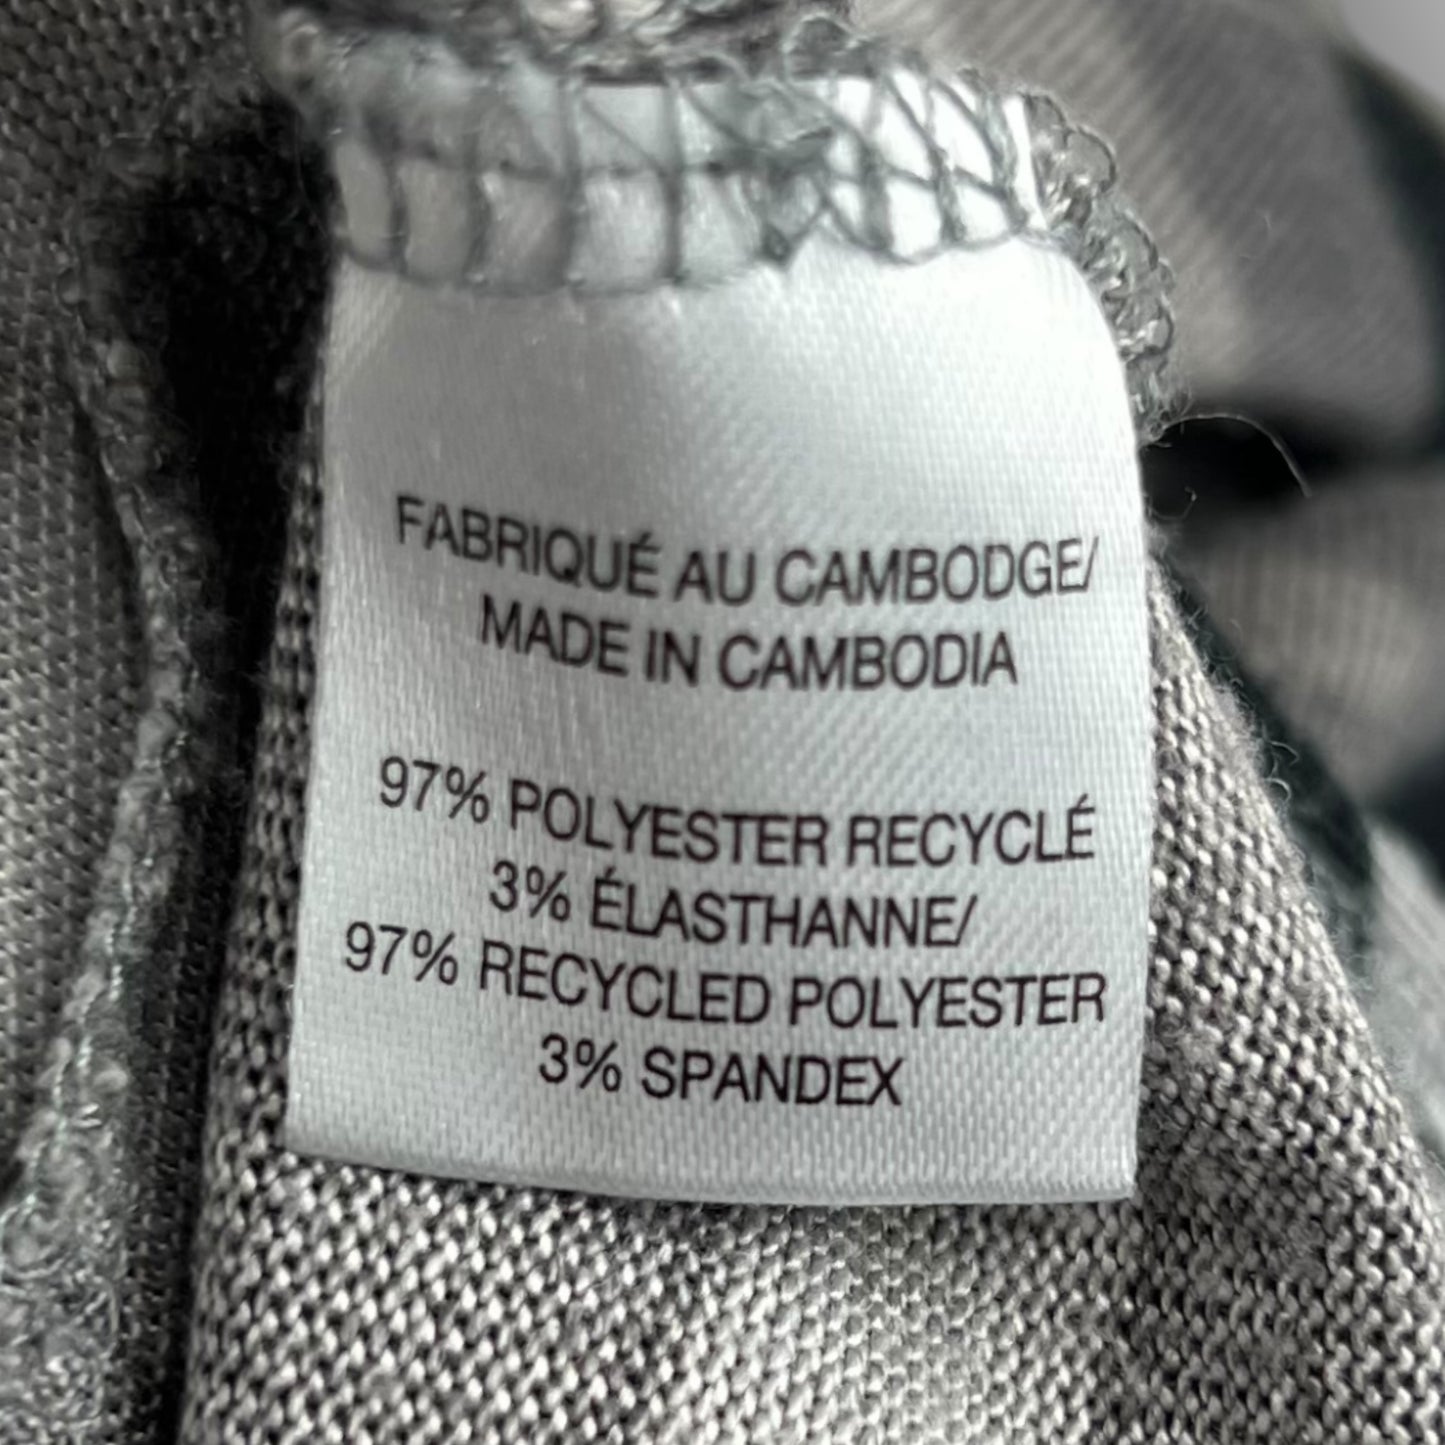 FABRIQUÉ AU CAMBODGE/
MADE IN CAMBODIA
97% POLYESTER RECYCLÉ
3% ÉLASTHANNE/
97% RECYCLED POLYESTER
3% SPANDEX